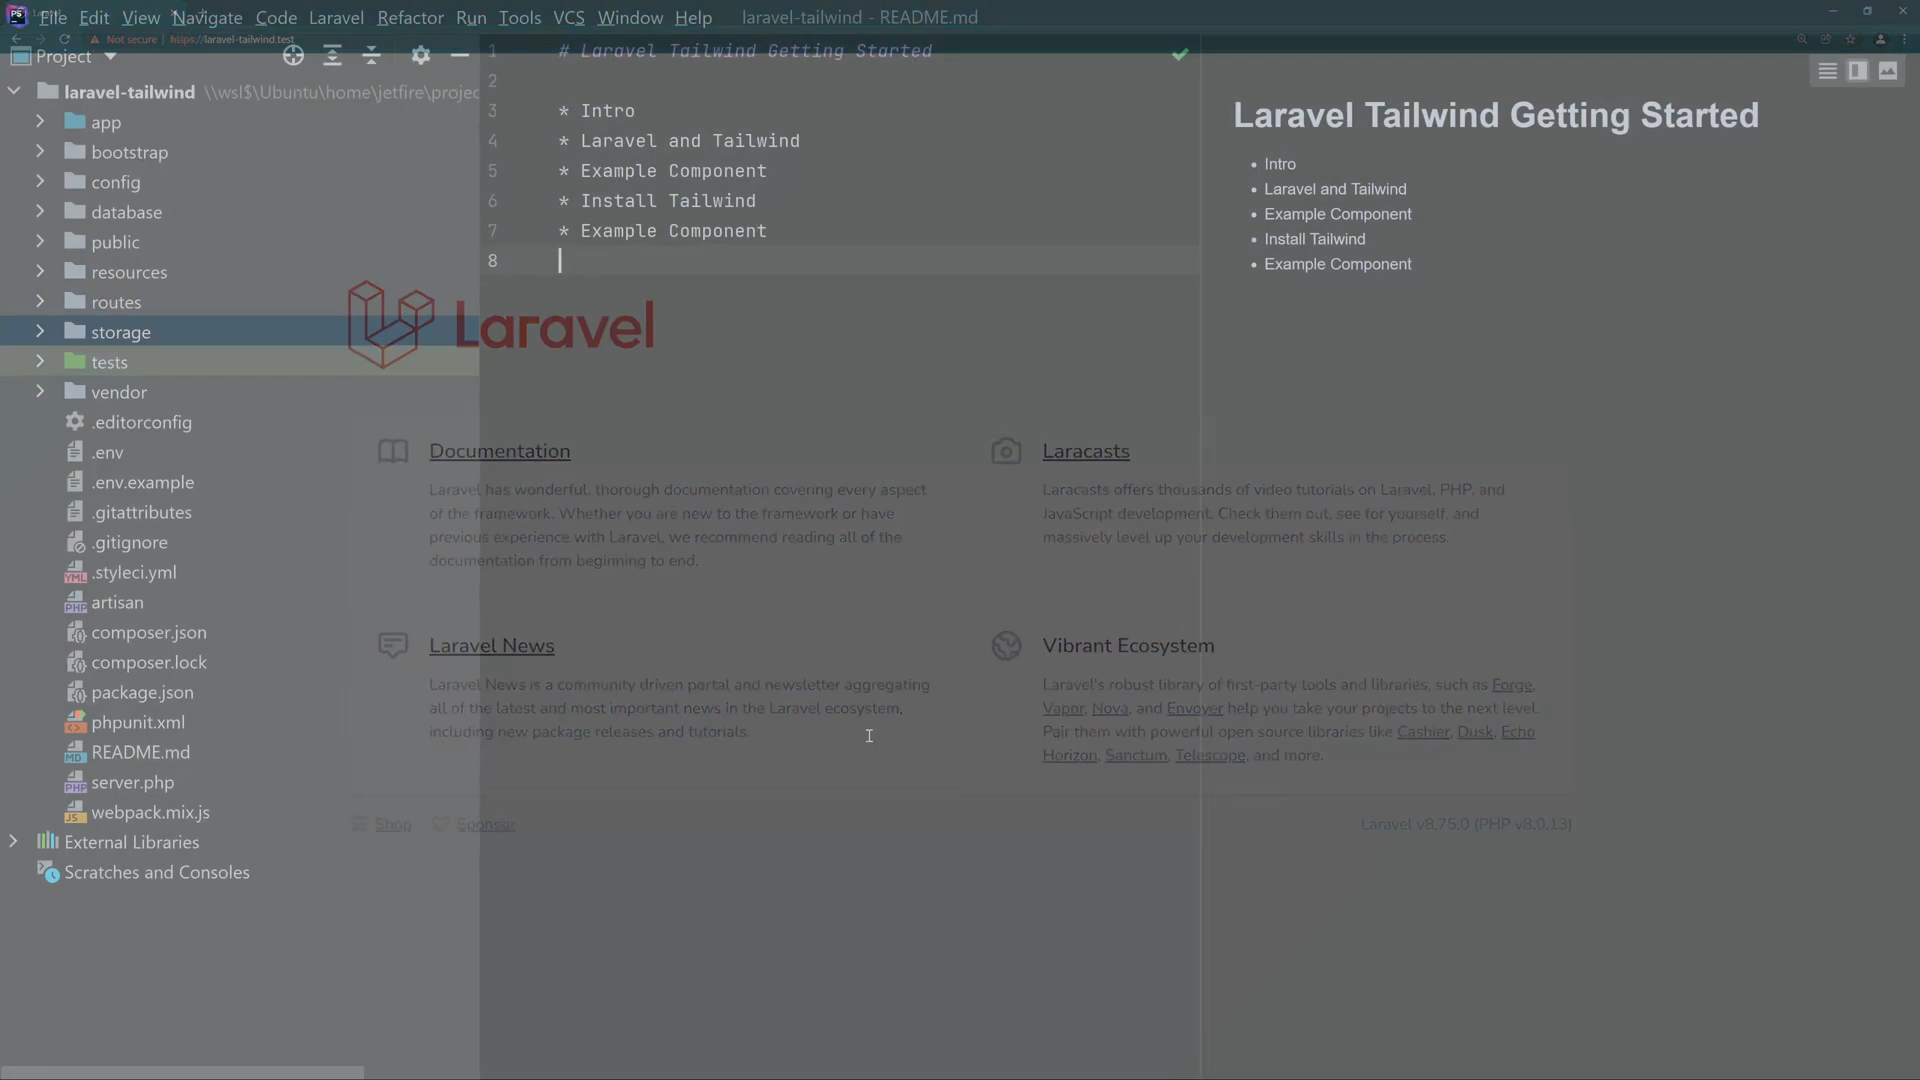 PS File Edit View Navigate Code Laravel Refactor Run Tools VCS Window Help laravel-tailwind - README.md
Not secure https://laravel-tailwind.test
Project
laravel-tailwind \\wsl$\Ubuntu\home\jetfire\projec
app
bootstrap
config
database
public
resources
routes
storage
tests
vendor
.editorconfig
.env
.env.example
.gitattributes
.gitignore
.styleci.yml
artisan
composer.json
composer.lock
package.json
phpunit.xml
README.md
server.php
webpack.mix.js
External Libraries
Scratches and Consoles
1 # Laravel Tailwind Getting Started
2
3 * Intro
4 * Laravel and Tailwind
5 * Example Component
6 * Install Tailwind
7 * Example Component
8
Laravel Tailwind Getting Started
• Intro
• Laravel and Tailwind
• Example Component
• Install Tailwind
• Example Component
Laravel
Documentation
Laravel has wonderful, thorough documentation covering every aspect
of the framework. Whether you are new to the framework or have
previous experience with Laravel, we recommend reading all of the
documentation from beginning to end.
Laracasts
Laracasts offers thousands of video tutorials on Laravel, PHP, and
JavaScript development. Check them out, see for yourself, and
massively level up your development skills in the process.
Laravel News
Laravel News is a community driven portal and newsletter aggregating
all of the latest and most important news in the Laravel ecosystem,
including new package releases and tutorials.
Vibrant Ecosystem
Laravel's robust library of first-party tools and libraries, such as Forge,
Vapor, Nova, and Envoyer help you take your projects to the next level.
Pair them with powerful open source libraries like Cashier, Dusk, Echo
Horizon, Sanctum, Telescope, and more.
Shop Sponsor
Laravel v8.75.0 (PHP v8.0.13)